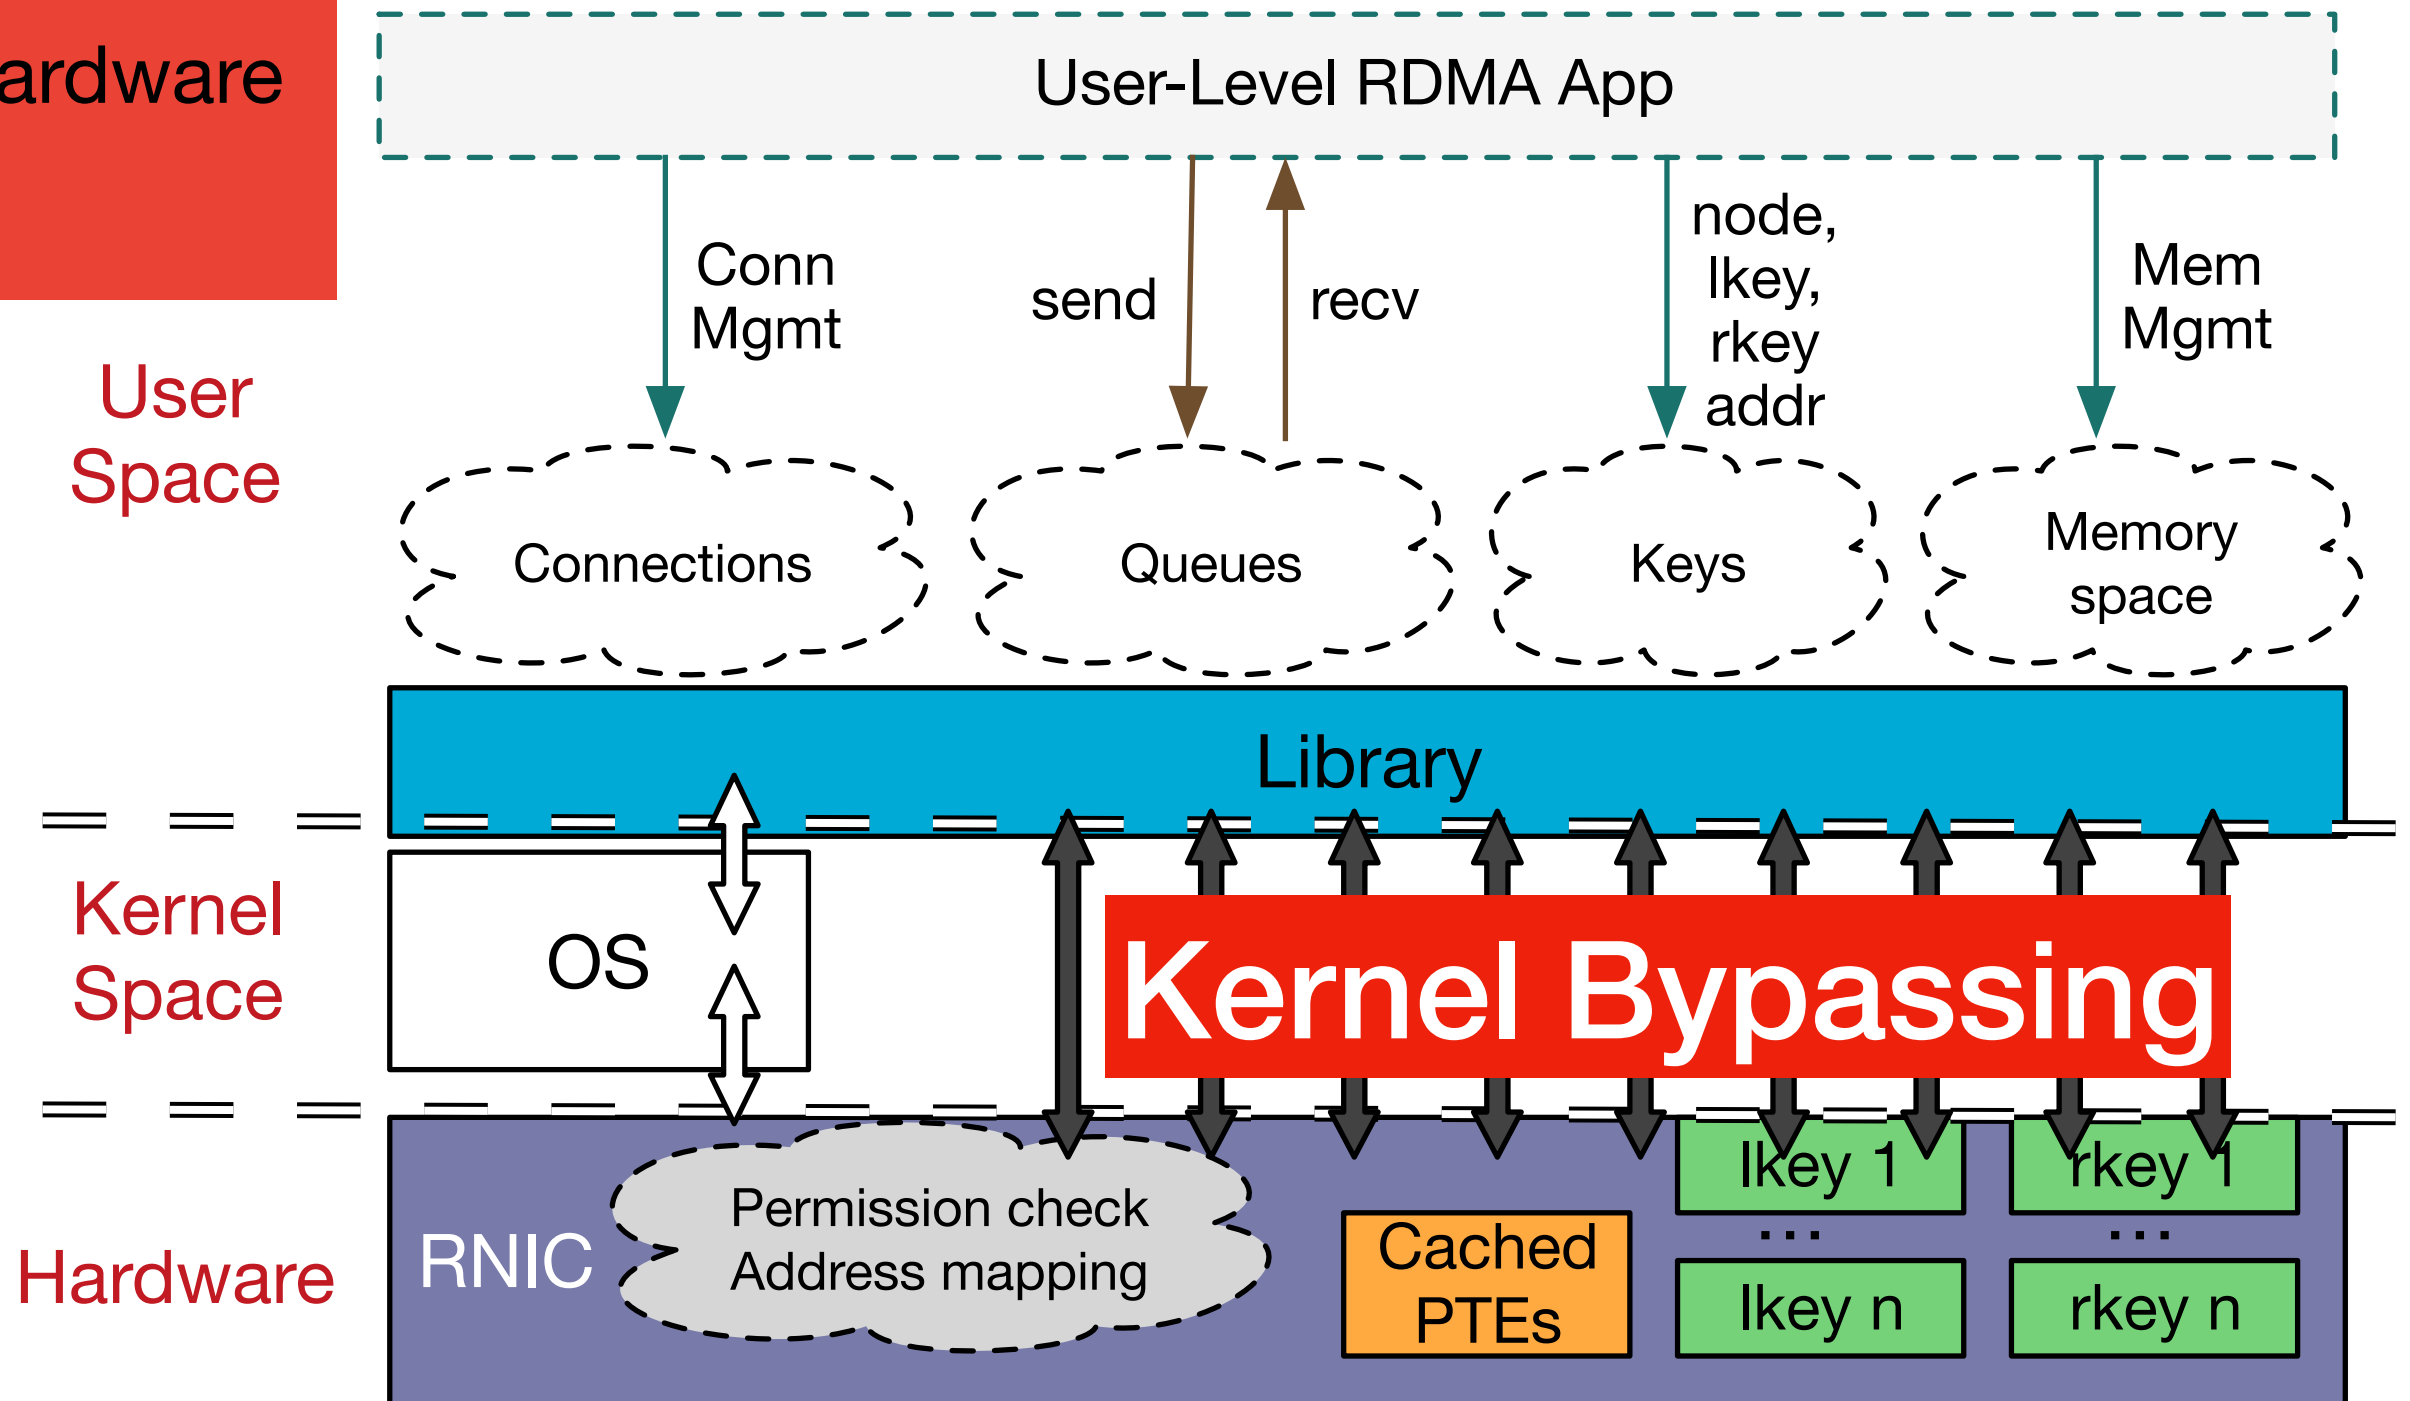 ardware
User-Level RDMA App
Conn
Mgmt
send
recv
node,
lkey,
rkey
addr
Mem
Mgmt
User
Space
Connections
Queues
Keys
Memory
space
Library
Kernel
Space
OS
Kernel Bypassing
Hardware
RNIC
Permission check
Address mapping
Cached
PTEs
lkey 1
...
lkey n
rkey 1
...
rkey n